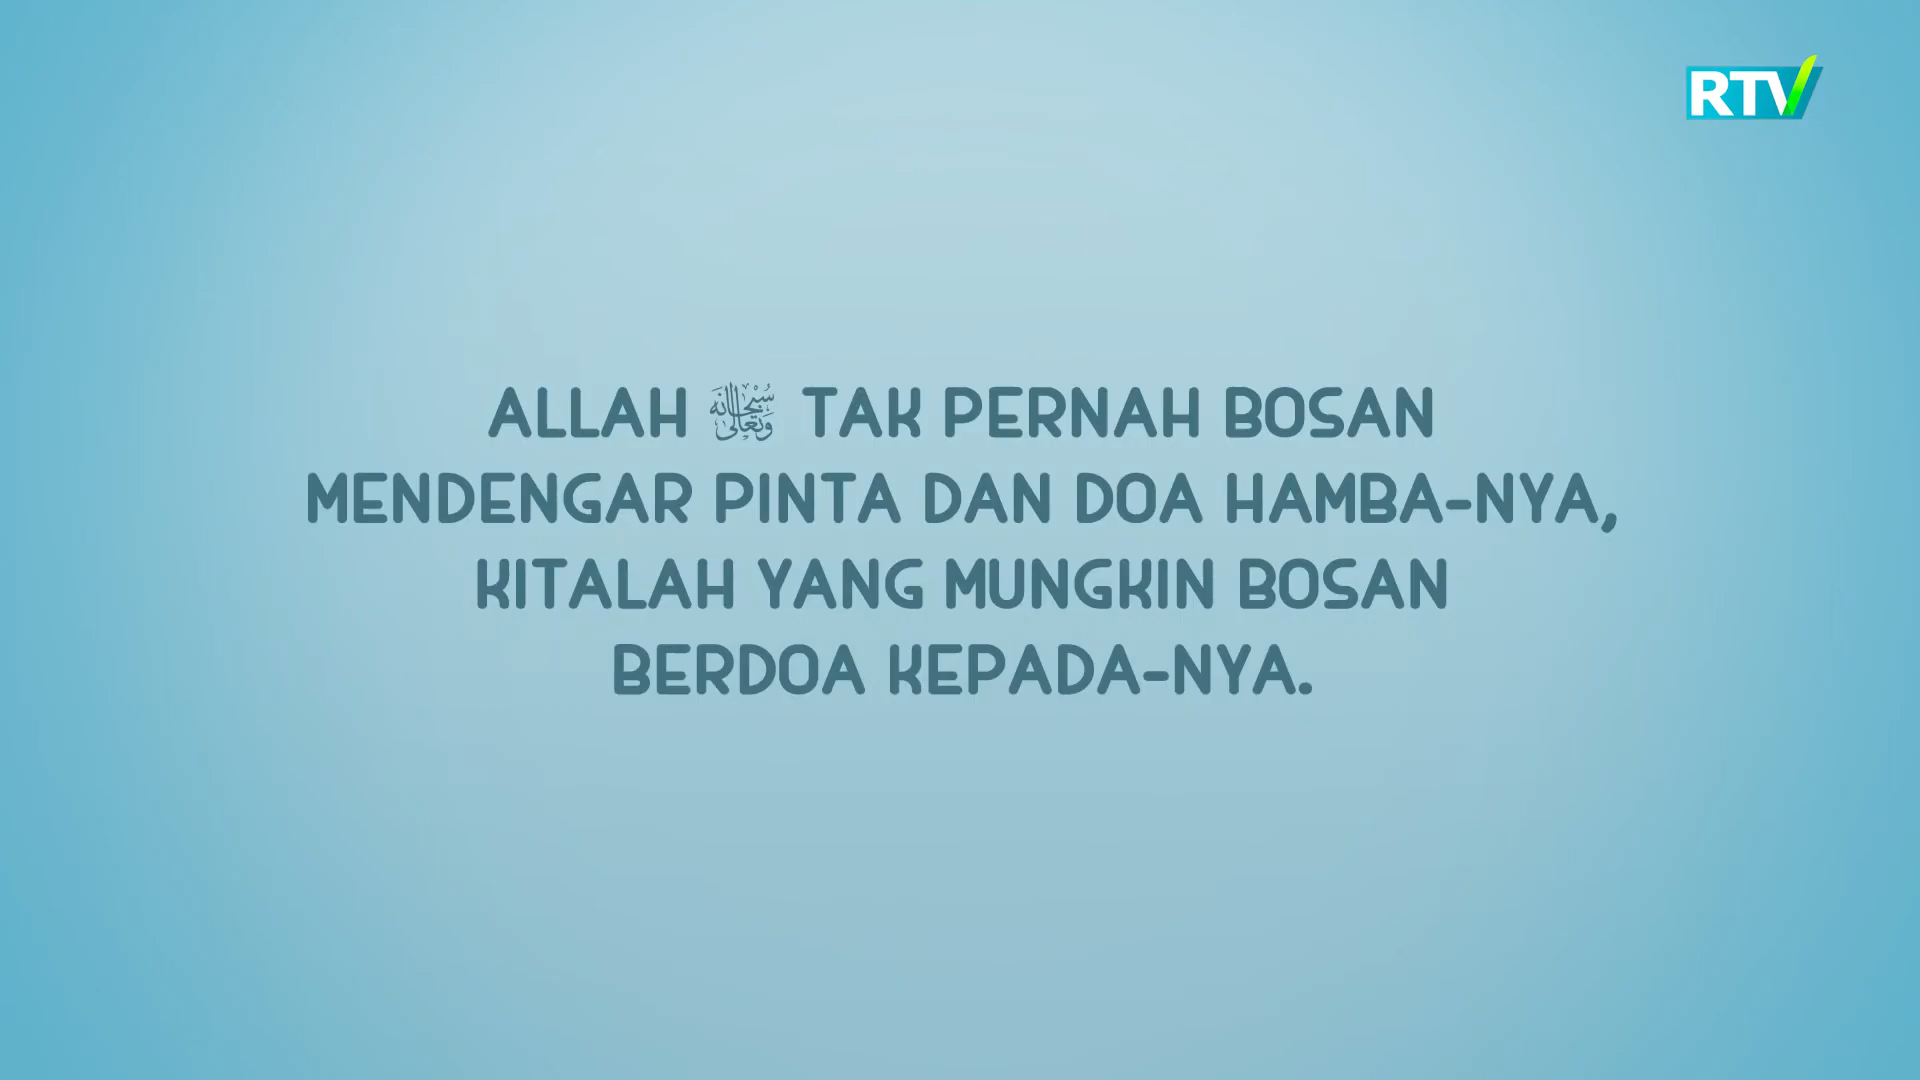 RTV
ALLAH سُبْحَانَهُ وَتَعَالَى TAK PERNAH BOSAN
MENDENGAR PINTA DAN DOA HAMBA-NYA,
KITALAH YANG MUNGKIN BOSAN
BERDOA KEPADA-NYA.